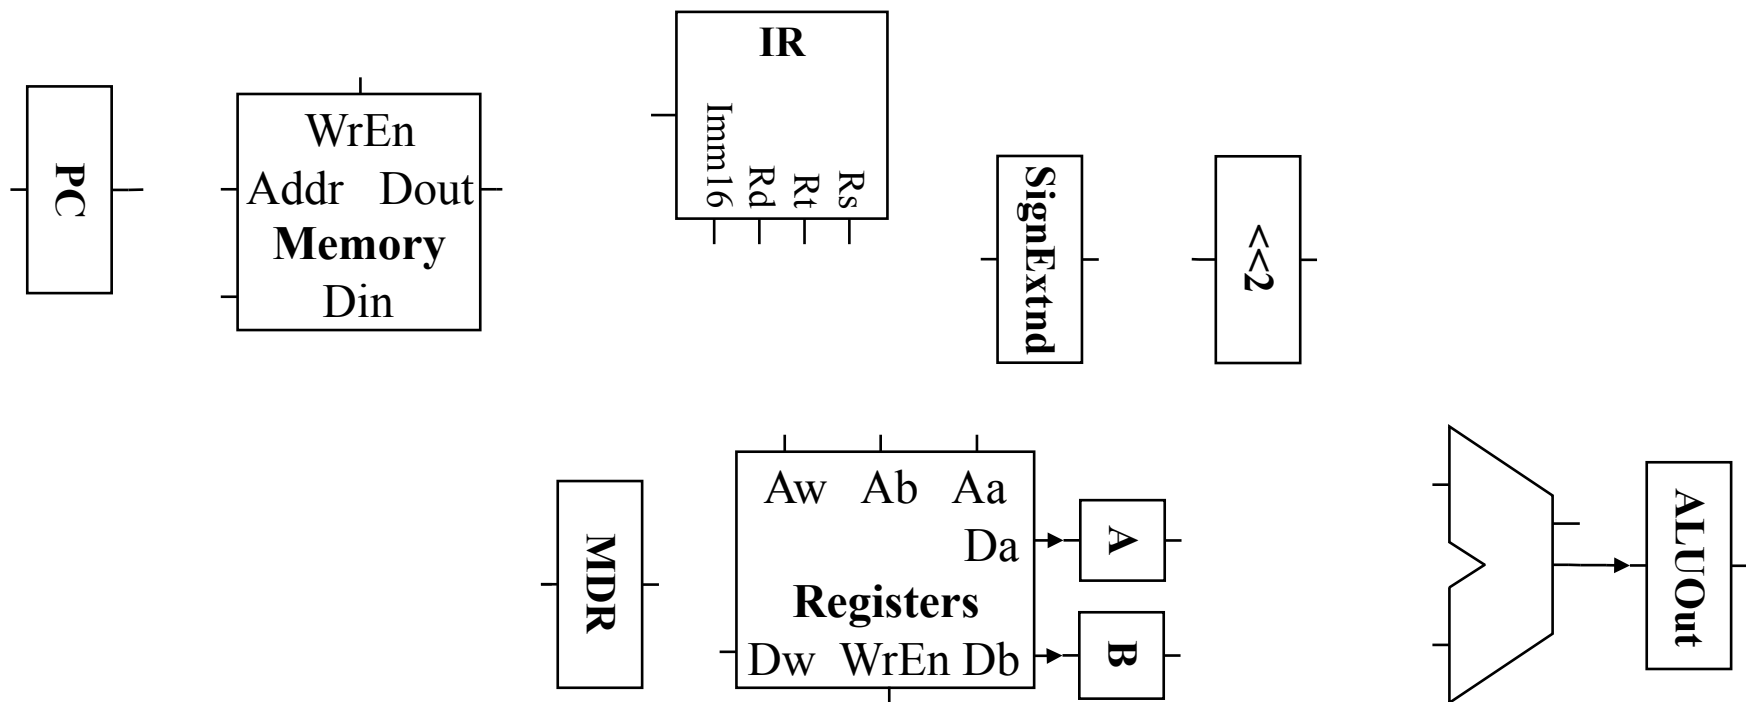 IR
Imm16
Rd
Rt
Rs
PC
WrEn
Addr Dout
Memory
Din
SignExtnd
<<2
MDR
Aw Ab Aa
Da
Registers
Dw WrEn Db
A
B
ALUOut